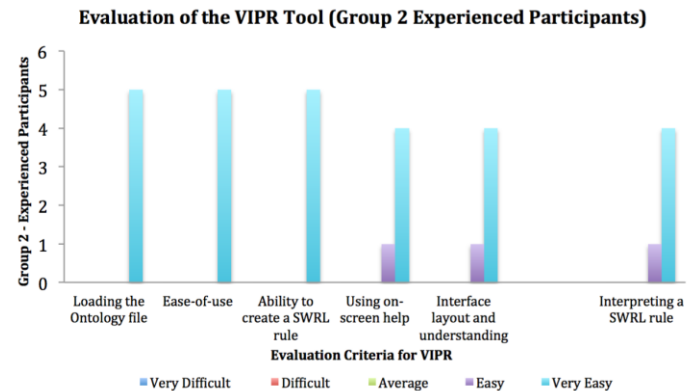 Evaluation of the VIPR Tool (Group 2 Experienced Participants)
Group 2 - Experienced Participants
6
5
4
3
2
1
0
Loading the
Ontology file
Ease-of-use
Ability to
create a SWRL
rule
Using on-
screen help
Interface
layout and
understanding
Interpreting a
SWRL rule
Evaluation Criteria for VIPR
Very Difficult
Difficult
Average
Easy
Very Easy